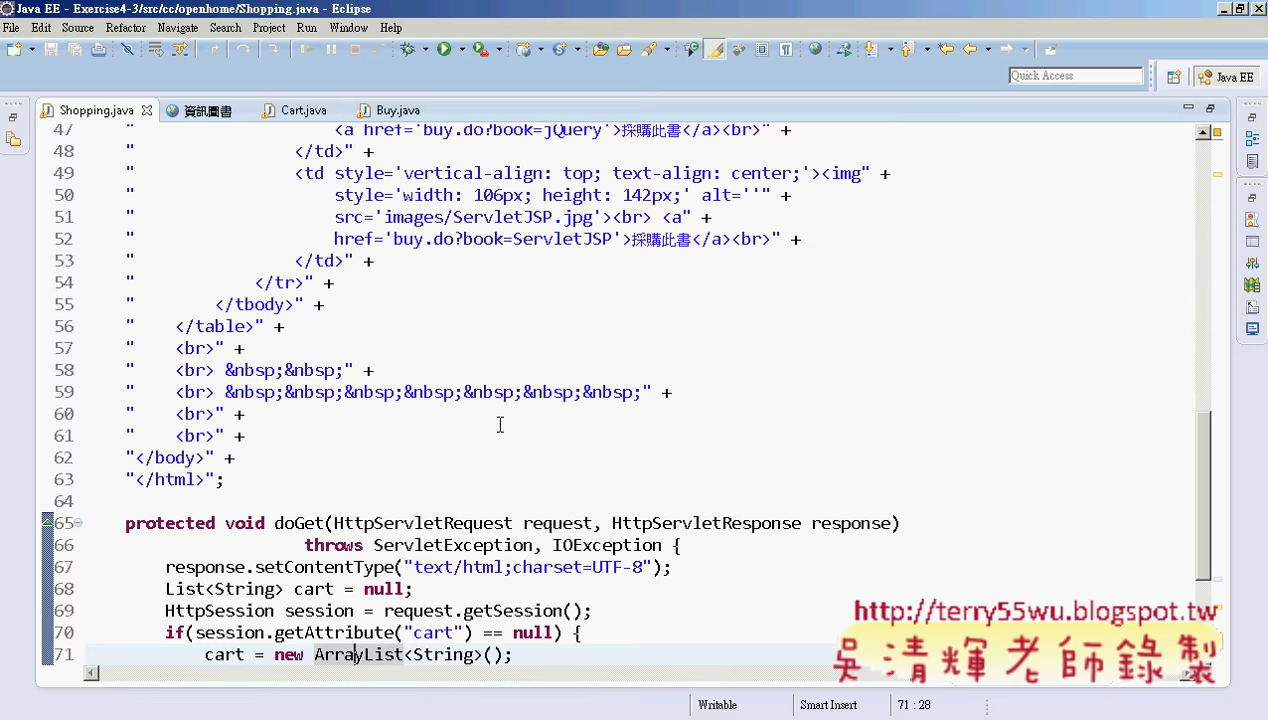 Java EE - Exercise4-3/src/cc/openhome/Shopping.java - Eclipse
File Edit Source Refactor Navigate Search Project Run Window Help
Quick Access
Java EE
Shopping.java 資訊圖書 Cart.java Buy.java
47 " <a href='buy.do?book=jQuery'>採購此書</a><br>" +
48 " </td>" +
49 " <td style='vertical-align: top; text-align: center;'><img" +
50 " style='width: 106px; height: 142px;' alt=''" +
51 " src='images/ServletJSP.jpg'><br> <a" +
52 " href='buy.do?book=ServletJSP'>採購此書</a><br>" +
53 " </td>" +
54 " </tr>" +
55 " </tbody>" +
56 " </table>" +
57 " <br>" +
58 " <br> &nbsp;&nbsp;" +
59 " <br> &nbsp;&nbsp;&nbsp;&nbsp;&nbsp;&nbsp;&nbsp;" +
60 " <br>" +
61 " <br>" +
62 "</body>" +
63 "</html>";
64
65 protected void doGet(HttpServletRequest request, HttpServletResponse response)
66 throws ServletException, IOException {
67 response.setContentType("text/html;charset=UTF-8");
68 List<String> cart = null;
69 HttpSession session = request.getSession();
70 if(session.getAttribute("cart") == null) {
71 cart = new ArrayList<String>();
http://terry55wu.blogspot.tw
吳清輝老師錄製
Writable Smart Insert 71 : 28